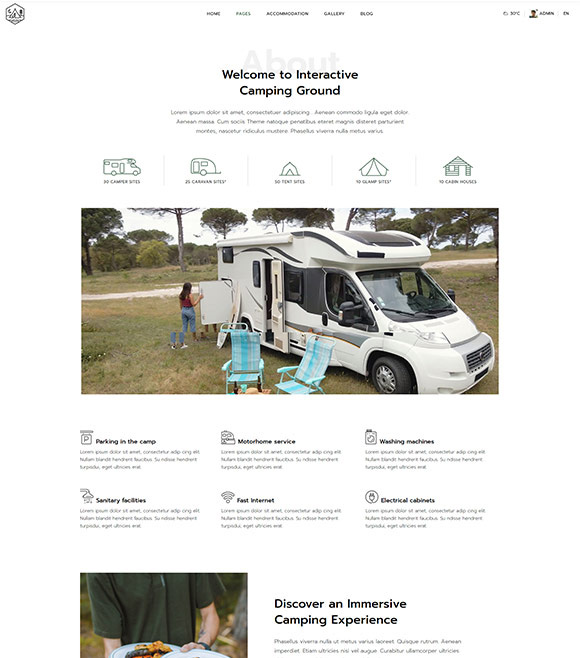 HOME PAGES ACCOMMODATION GALLERY BLOG 30°C ADMIN EN
About
Welcome to Interactive
Camping Ground
Lorem ipsum dolor sit amet, consectetuer adipiscing . Aenean commodo ligula eget dolor.
Aenean massa. Cum sociis Theme natoque penatibus eteret magnis disteter parturient
montes, nascetur ridiculus mustere. Phasellus viverra nulla metus varius.
30 CAMPER SITES
25 CARAVAN SITES*
50 TENT SITES
10 GLAMP SITES*
10 CABIN HOUSES
Parking in the camp
Lorem ipsum dolor sit amet, consectetur adip cing elit.
Nullam blandit hendrerit faucibus. Su ndisse hendrerit
turpisdui, eget ultricies erat.
Motorhome service
Lorem ipsum dolor sit amet, consectetur adip cing elit.
Nullam blandit hendrerit faucibus. Su ndisse hendrerit
turpisdui, eget ultricies erat.
Washing machines
Lorem ipsum dolor sit amet, consectetur adip cing elit.
Nullam blandit hendrerit faucibus. Su ndisse hendrerit
turpisdui, eget ultricies erat.
Sanitary facilities
Lorem ipsum dolor sit amet, consectetur adip cing elit.
Nullam blandit hendrerit faucibus. Su ndisse hendrerit
turpisdui, eget ultricies erat.
Fast Internet
Lorem ipsum dolor sit amet, consectetur adip cing elit.
Nullam blandit hendrerit faucibus. Su ndisse hendrerit
turpisdui, eget ultricies erat.
Electrical cabinets
Lorem ipsum dolor sit amet, consectetur adip cing elit.
Nullam blandit hendrerit faucibus. Su ndisse hendrerit
turpisdui, eget ultricies erat.
Discover an Immersive
Camping Experience
Phasellus viverra nulla ut metus varius laoreet. Quisque rutrum. Aenean
imperdiet. Etiam ultricies nisi vel augue. Curabitur ullamcorper ultricies